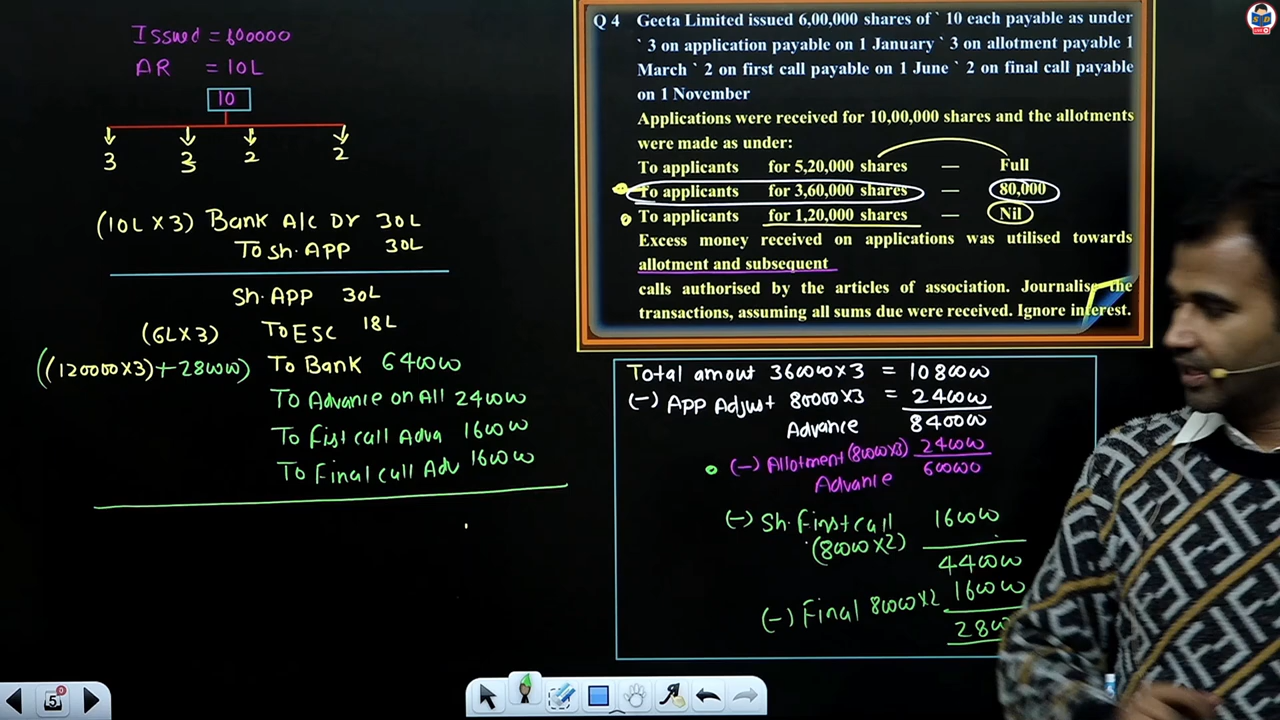 Issued = 600000
AR = 10L
10
3 3 2 2
(10L X 3) Bank A/c Dr 30L
To Sh. App 30L
Sh. App 30L
(6L X 3) To ESC 18L
((120000 X 3) + 280000) To Bank 640000
To Advance on All 240000
To Fist call Adva 160000
To Final call Adv 160000
Q 4 Geeta Limited issued 6,00,000 shares of ` 10 each payable as under
` 3 on application payable on 1 January ` 3 on allotment payable 1
March ` 2 on first call payable on 1 June ` 2 on final call payable
on 1 November
Applications were received for 10,00,000 shares and the allotments
were made as under:
To applicants for 5,20,000 shares — Full
To applicants for 3,60,000 shares — 80,000
To applicants for 1,20,000 shares — Nil
Excess money received on applications was utilised towards
allotment and subsequent
calls authorised by the articles of association. Journalise the
transactions, assuming all sums due were received. Ignore interest.
Total amout 360000 X 3 = 1080000
(-) App Adjust 80000 X 3 = 240000
Advance 840000
(-) Allotment (80000 X 3) 240000
Advance 600000
(-) Sh. First call 160000
(80000 X 2)
440000
(-) Final 80000 X 2 160000
5